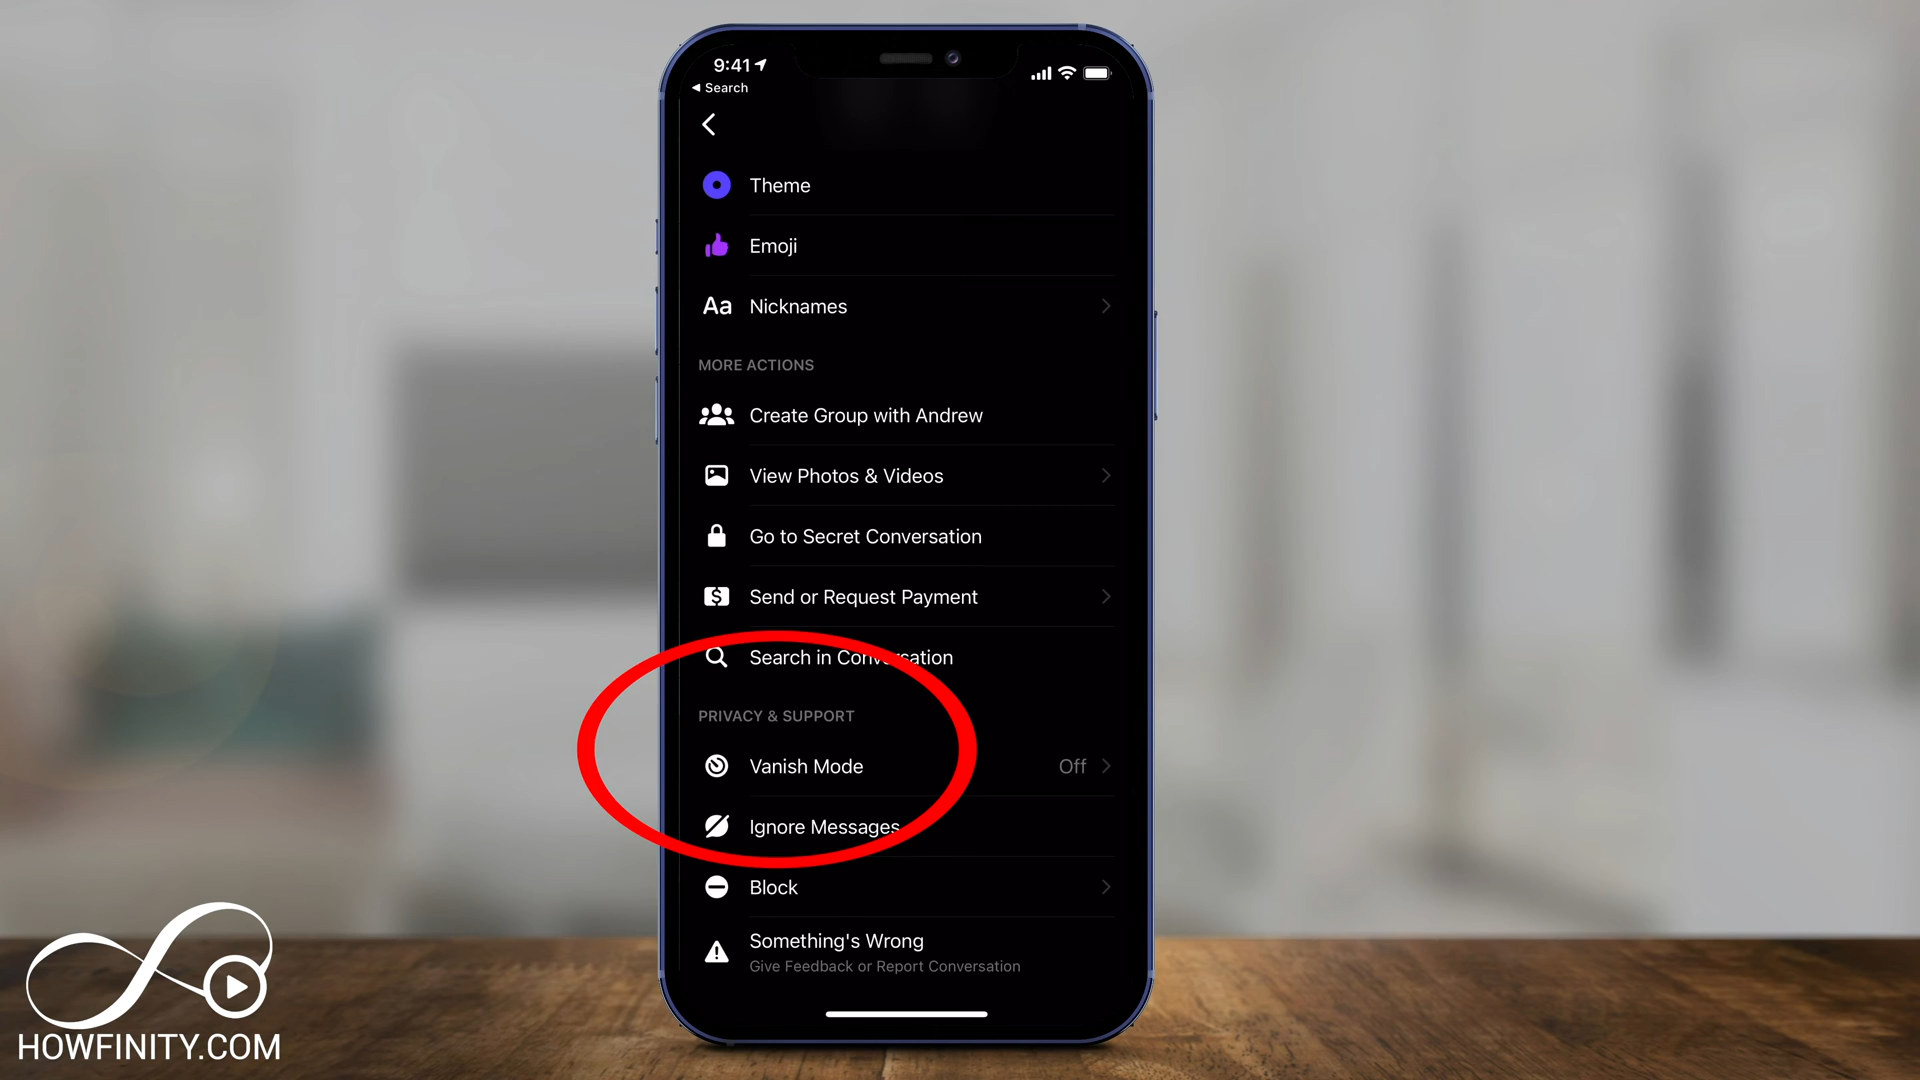 9:41
◀ Search
Theme
Emoji
Aa Nicknames
MORE ACTIONS
Create Group with Andrew
View Photos & Videos
Go to Secret Conversation
$ Send or Request Payment
Search in Conversation
PRIVACY & SUPPORT
Vanish Mode Off
Ignore Messages
Block
Something's Wrong
Give Feedback or Report Conversation
HOWFINITY.COM